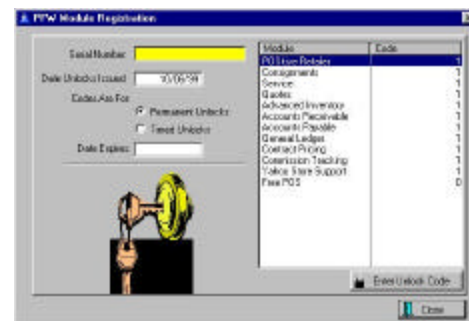 PFW Module Registration
Serial Number
Date Unlocks Issued 10/06/99
Codes Are For
Permanent Unlocks
Timed Unlocks
Date Expires
Module Code
POSitive Retailer 1
Consignments 1
Service 1
Quotes 1
Advanced Inventory 1
Accounts Receivable 1
Accounts Payable 1
General Ledger 1
Contract Pricing 1
Commission Tracking 1
Yahoo Store Support 1
Free POS 0
Enter Unlock Code
Close